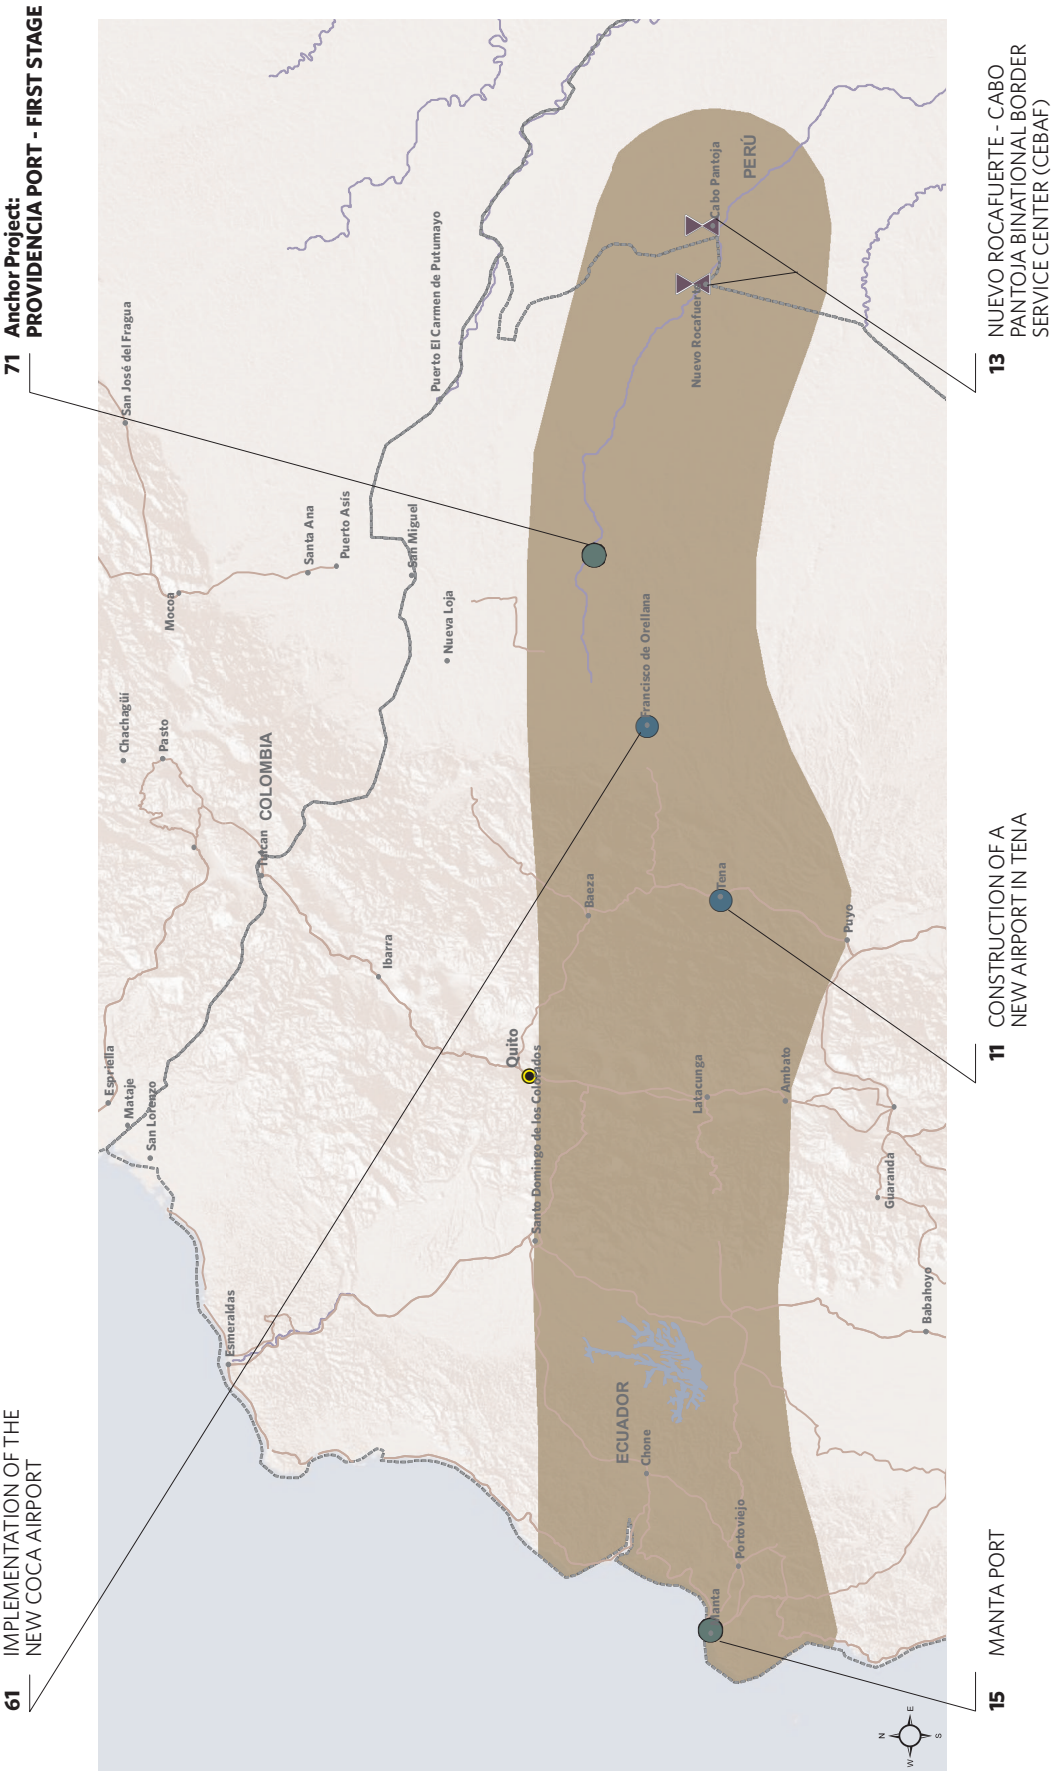 61 IMPLEMENTATION OF THE
NEW COCA AIRPORT
71 Anchor Project:
PROVIDENCIA PORT - FIRST STAGE
San José del Fragua
Espriella
Mataje
San Lorenzo
Chachagüí
Pasto
Mocoa
Santa Ana
Puerto Asís
Esmeraldas
COLOMBIA
Ibarra
Nueva Loja
San Miguel
Puerto El Carmen de Putumayo
Quito
Santo Domingo de los Colorados
Baeza
ECUADOR
Chone
Francisco de Orellana
Nuevo Rocafuerte
Cabo Pantoja
PERÚ
Manta
Portoviejo
Latacunga
Tena
Ambato
Puyo
Guaranda
Babahoyo
N
W
E
S
15 MANTA PORT
11 CONSTRUCTION OF A
NEW AIRPORT IN TENA
13 NUEVO ROCAFUERTE - CABO
PANTOJA BINATIONAL BORDER
SERVICE CENTER (CEBAF)